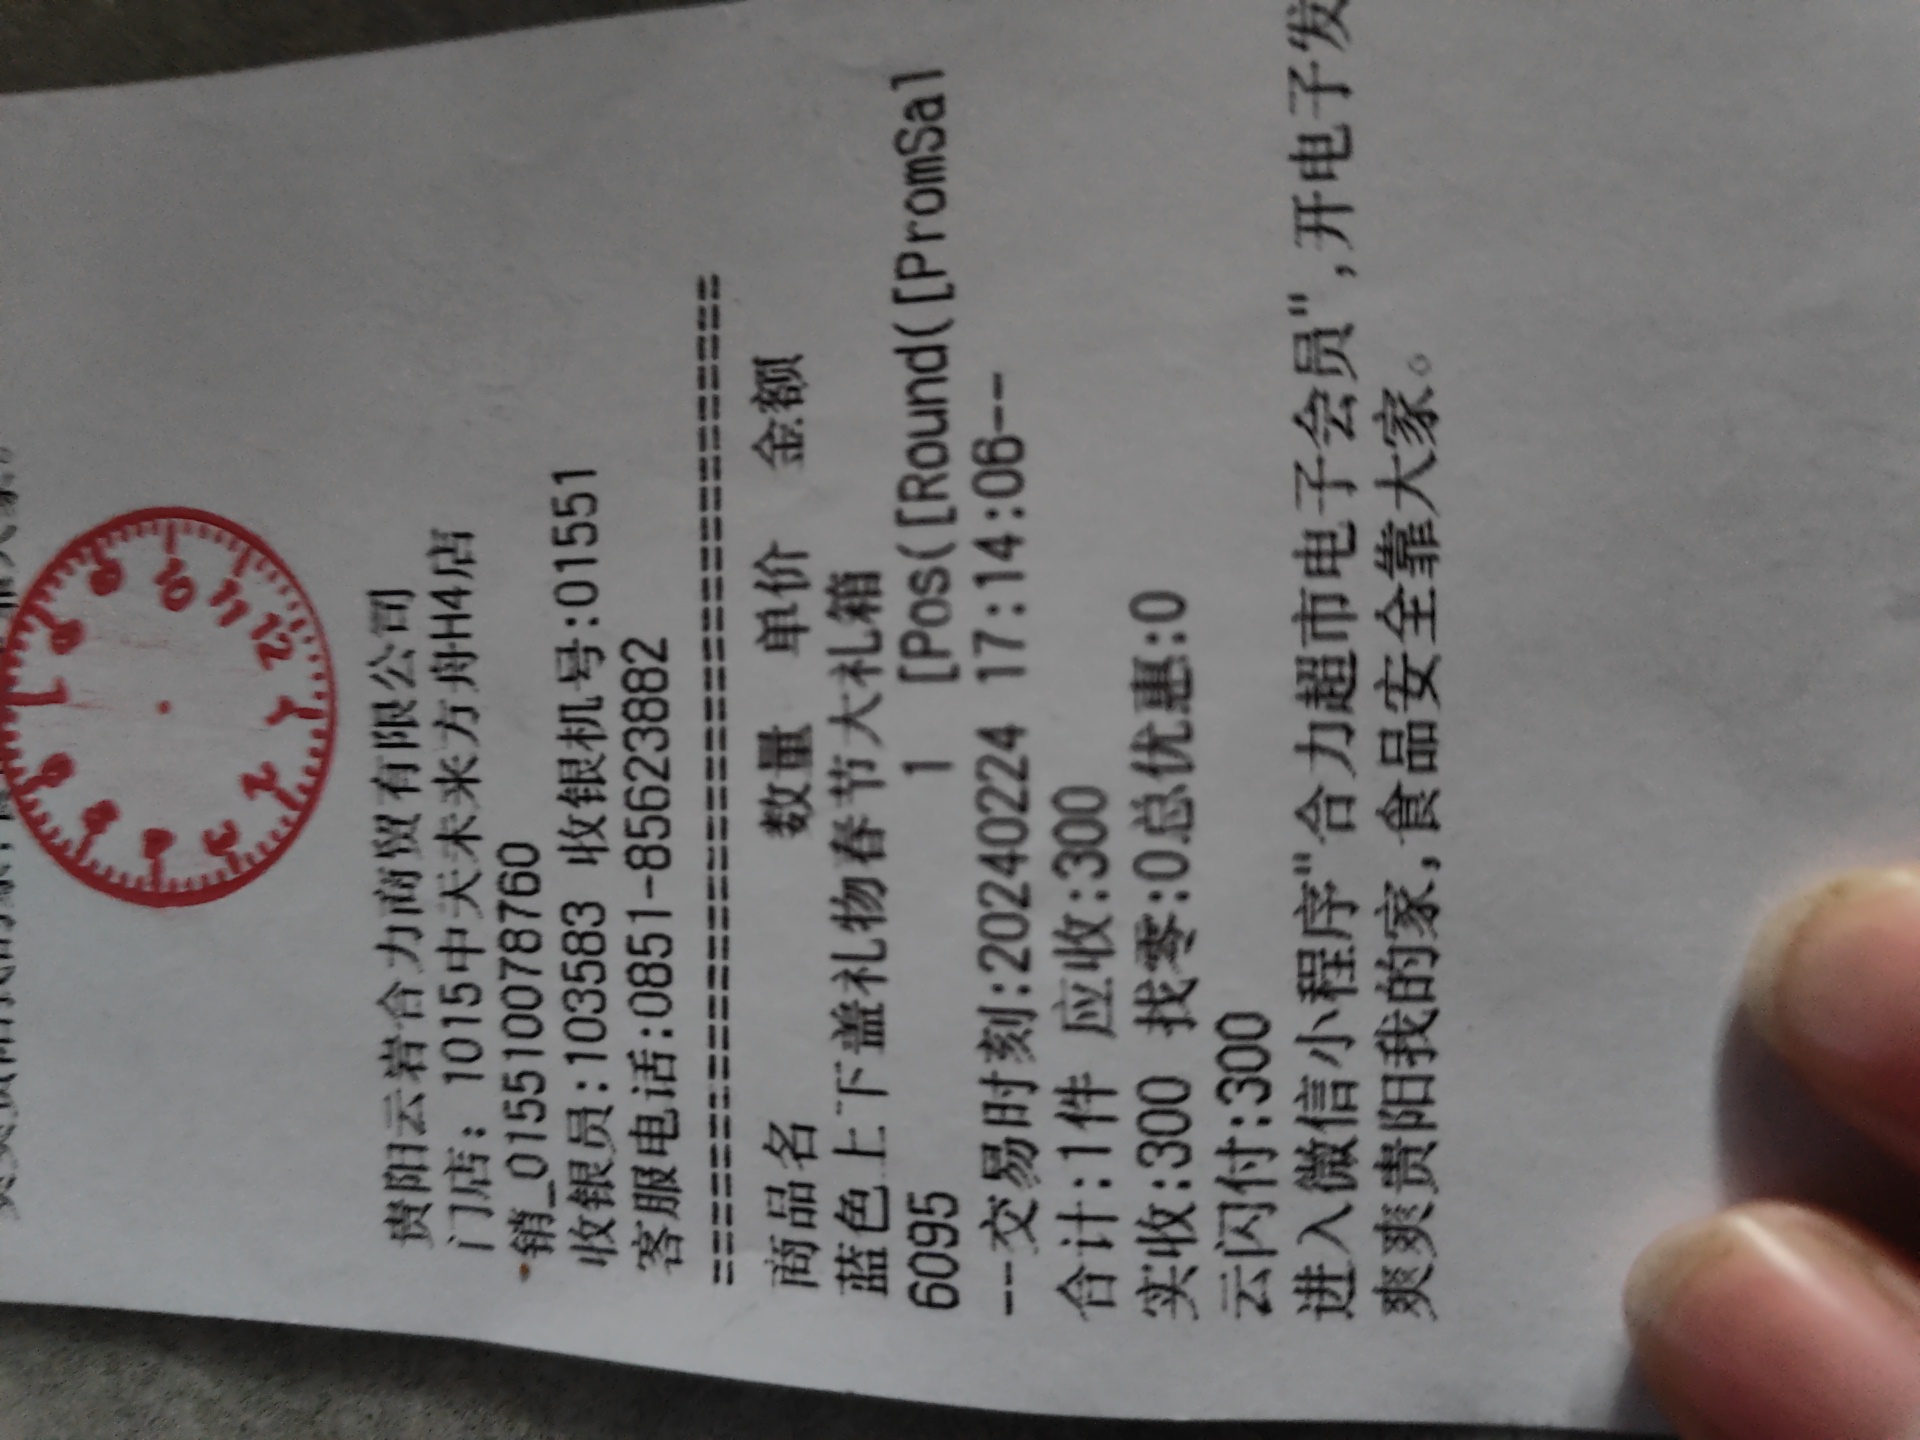 贵阳云岩合力商贸有限公司
门店: 1015中天未来方舟H4店
销_015510078760
收银员:103583 收银机号:01551
客服电话:0851-85623882
商品名 数量 单价 金额
蓝色上下盖礼物春节大礼箱
6095 1 [Pos([Round([PromSal
--交易时刻:20240224 17:14:06--
合计:1件 应收:300
实收:300 找零:0总优惠:0
云闪付:300
进入微信小程序"合力超市电子会员",开电子发
爽爽贵阳我的家,食品安全靠大家。